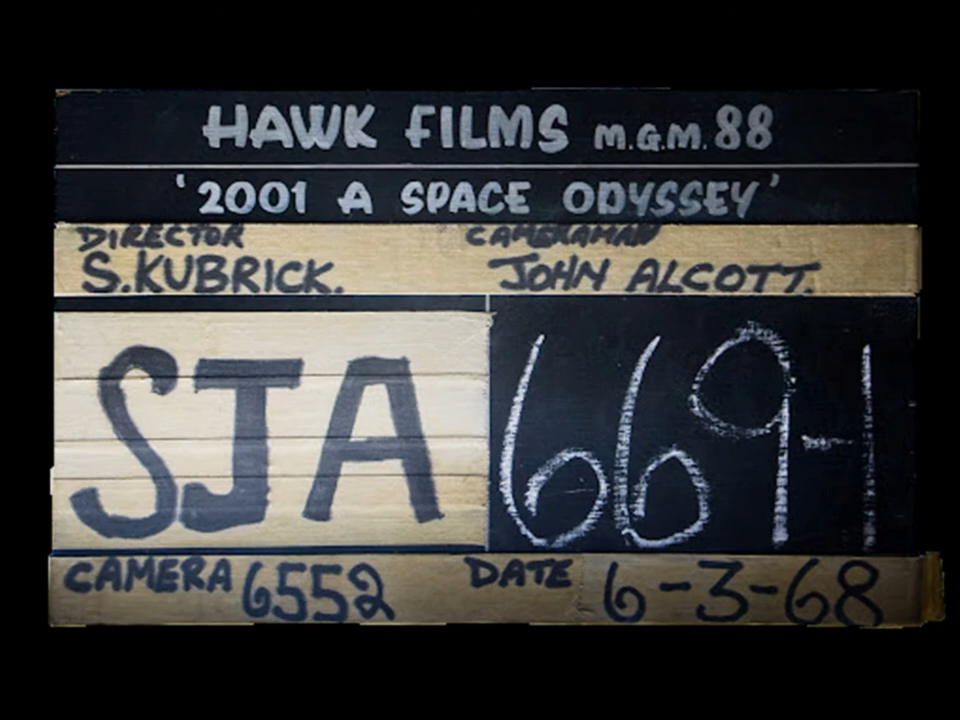 HAWK FILMS M.G.M. 88
'2001 A SPACE ODYSSEY'
DIRECTOR CAMERAMAN
S.KUBRICK. JOHN ALCOTT.
SJA 669-1
CAMERA 6552 DATE 6-3-68